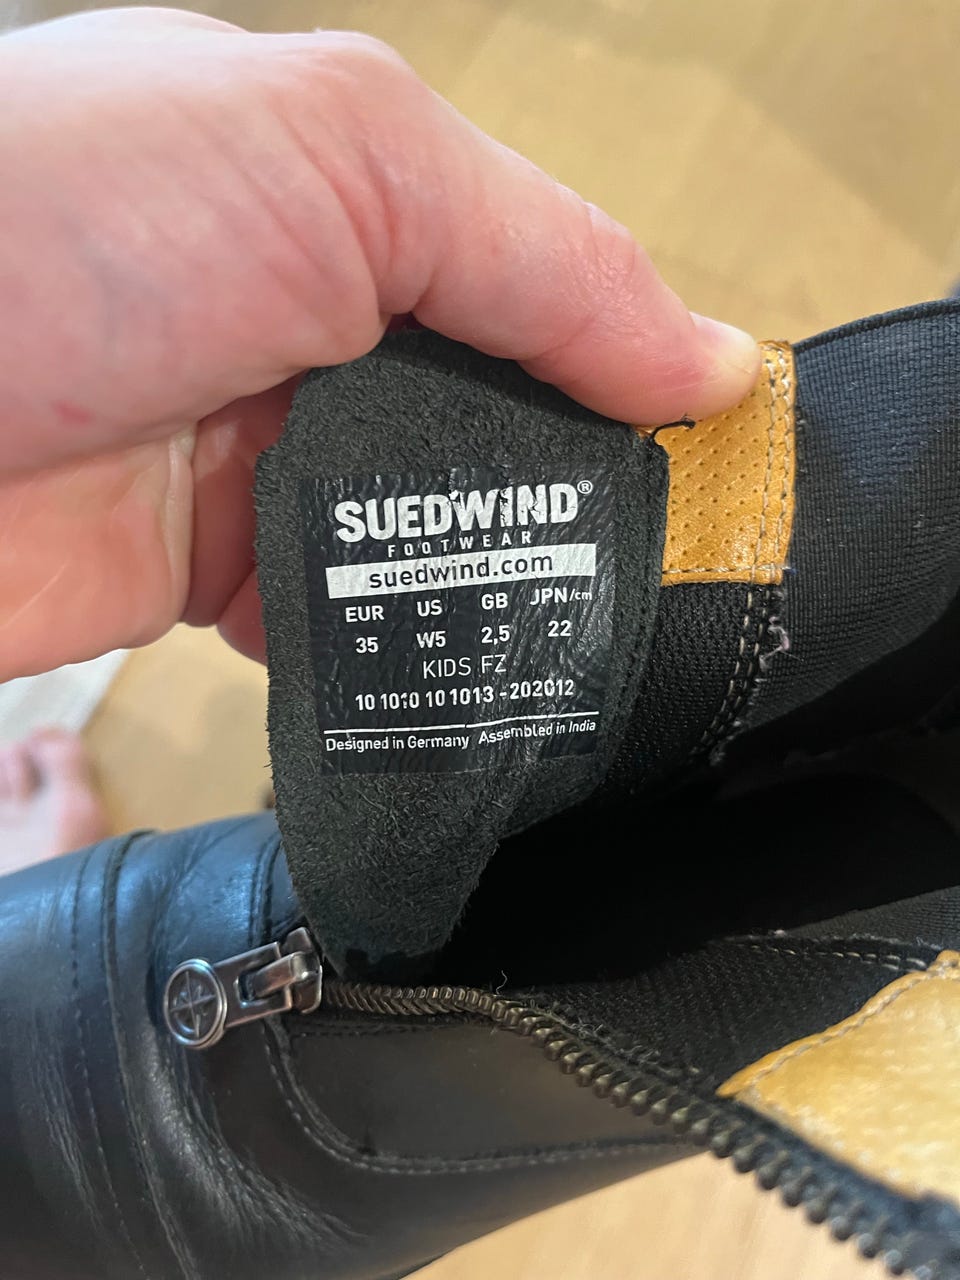 SUEDWIND®
FOOTWEAR
suedwind.com
EUR US GB JPN/cm
35 W5 2,5 22
KIDS FZ
10 1010 10 1013 - 202012
Designed in Germany Assembled in India